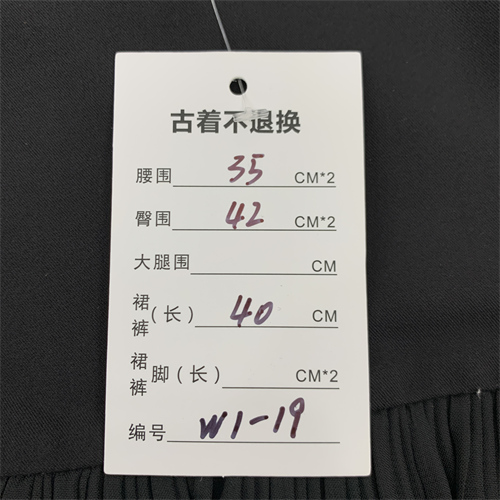 古着不退换
腰围 35 CM*2
臀围 42 CM*2
大腿围 CM
裙裤(长) 40 CM
裙裤脚(长) CM*2
编号 W1-19